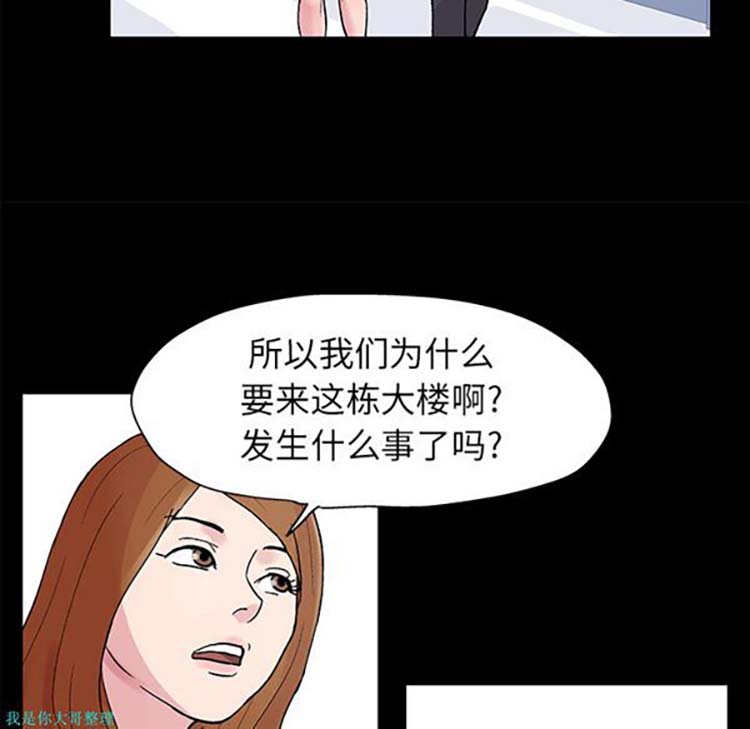 所以我们为什么
要来这栋大楼啊?
发生什么事了吗?
我是你大哥整理